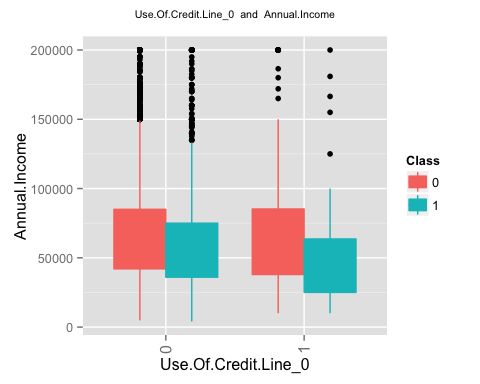 Use.Of.Credit.Line_0 and Annual.Income
200000
150000
100000
50000
0
Annual.Income
0
1
Use.Of.Credit.Line_0
Class
0
1